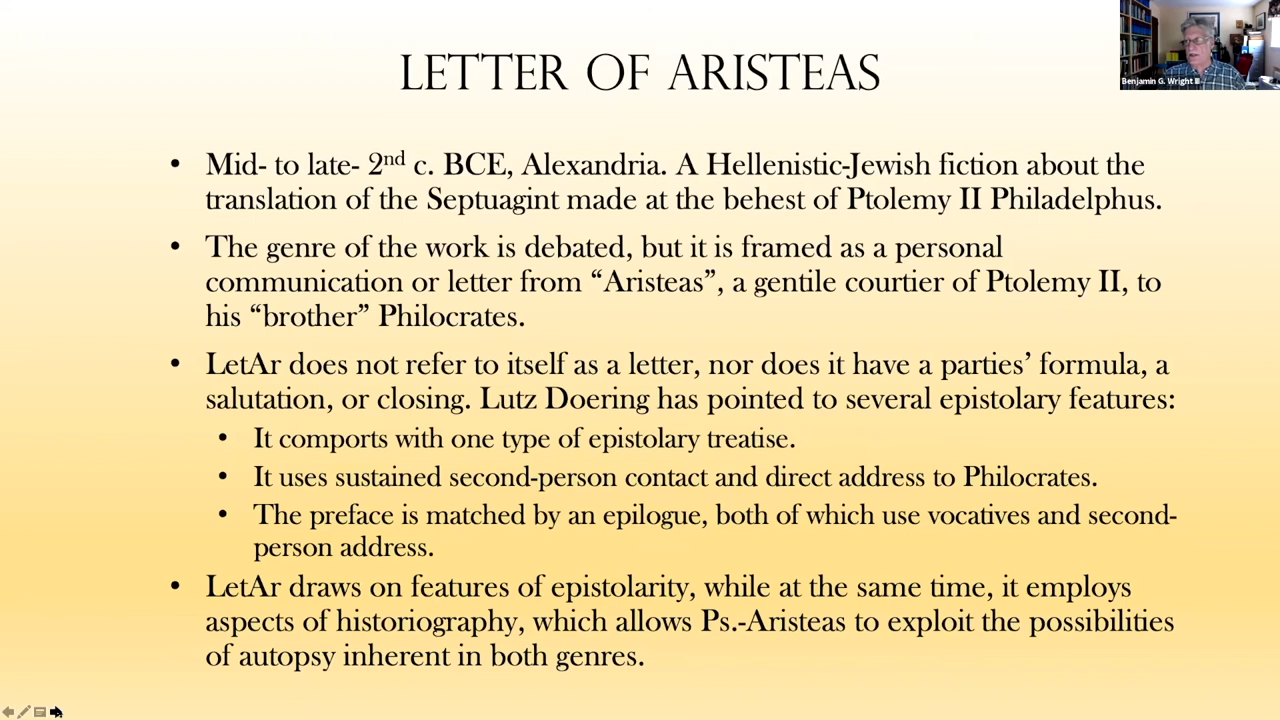 LETTER OF ARISTEAS
Benjamin G. Wright III
• Mid- to late- 2nd c. BCE, Alexandria. A Hellenistic-Jewish fiction about the
translation of the Septuagint made at the behest of Ptolemy II Philadelphus.
• The genre of the work is debated, but it is framed as a personal
communication or letter from “Aristeas”, a gentile courtier of Ptolemy II, to
his “brother” Philocrates.
• LetAr does not refer to itself as a letter, nor does it have a parties’ formula, a
salutation, or closing. Lutz Doering has pointed to several epistolary features:
• It comports with one type of epistolary treatise.
• It uses sustained second-person contact and direct address to Philocrates.
• The preface is matched by an epilogue, both of which use vocatives and second-
person address.
• LetAr draws on features of epistolarity, while at the same time, it employs
aspects of historiography, which allows Ps.-Aristeas to exploit the possibilities
of autopsy inherent in both genres.